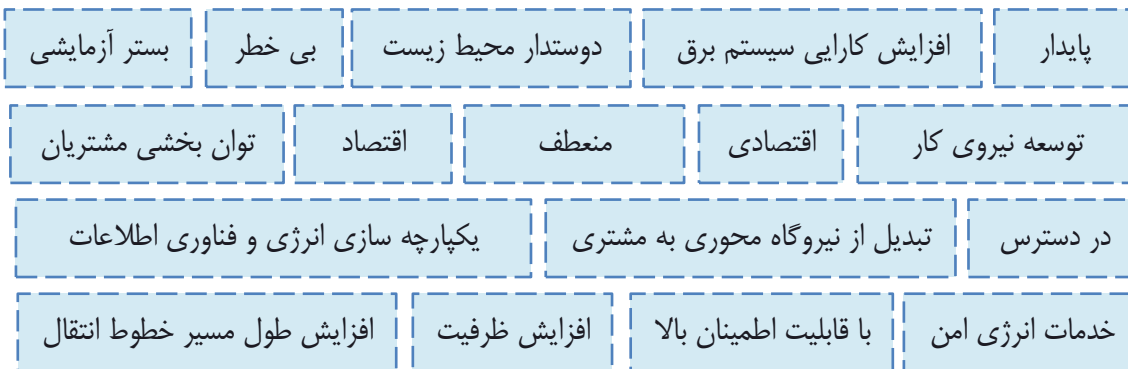 پایدار افزایش کارایی سیستم برق دوستدار محیط زیست بی خطر بستر آزمایشی
توسعه نیروی کار اقتصادی منعطف اقتصاد توان بخشی مشتریان
در دسترس تبدیل از نیروگاه محوری به مشتری یکپارچه سازی انرژی و فناوری اطلاعات
خدمات انرژی امن با قابلیت اطمینان بالا افزایش ظرفیت افزایش طول مسیر خطوط انتقال